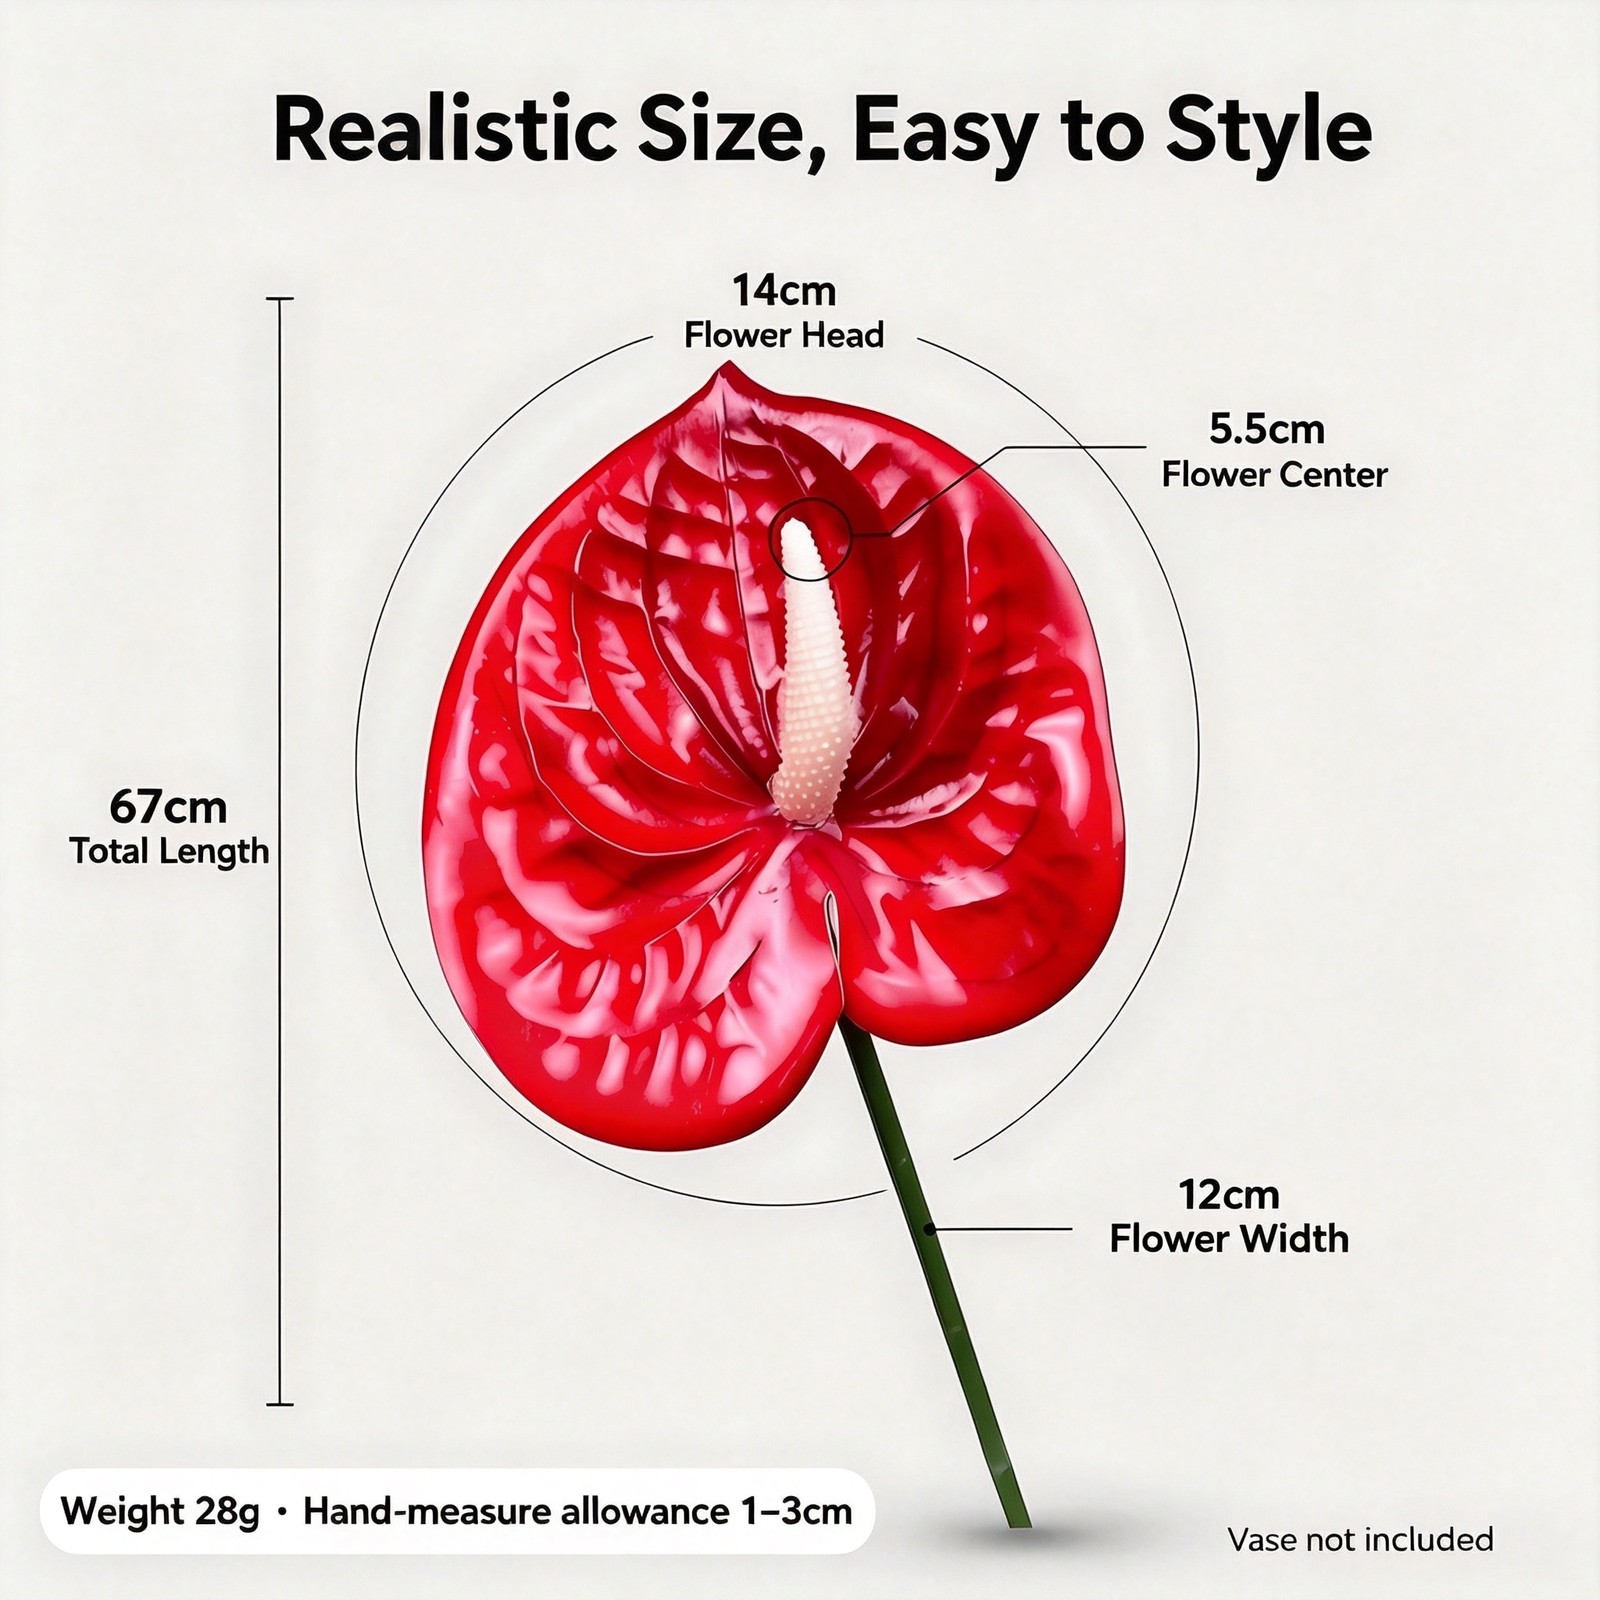 Realistic Size, Easy to Style
14cm
Flower Head
5.5cm
Flower Center
67cm
Total Length
12cm
Flower Width
Weight 28g · Hand-measure allowance 1–3cm
Vase not included